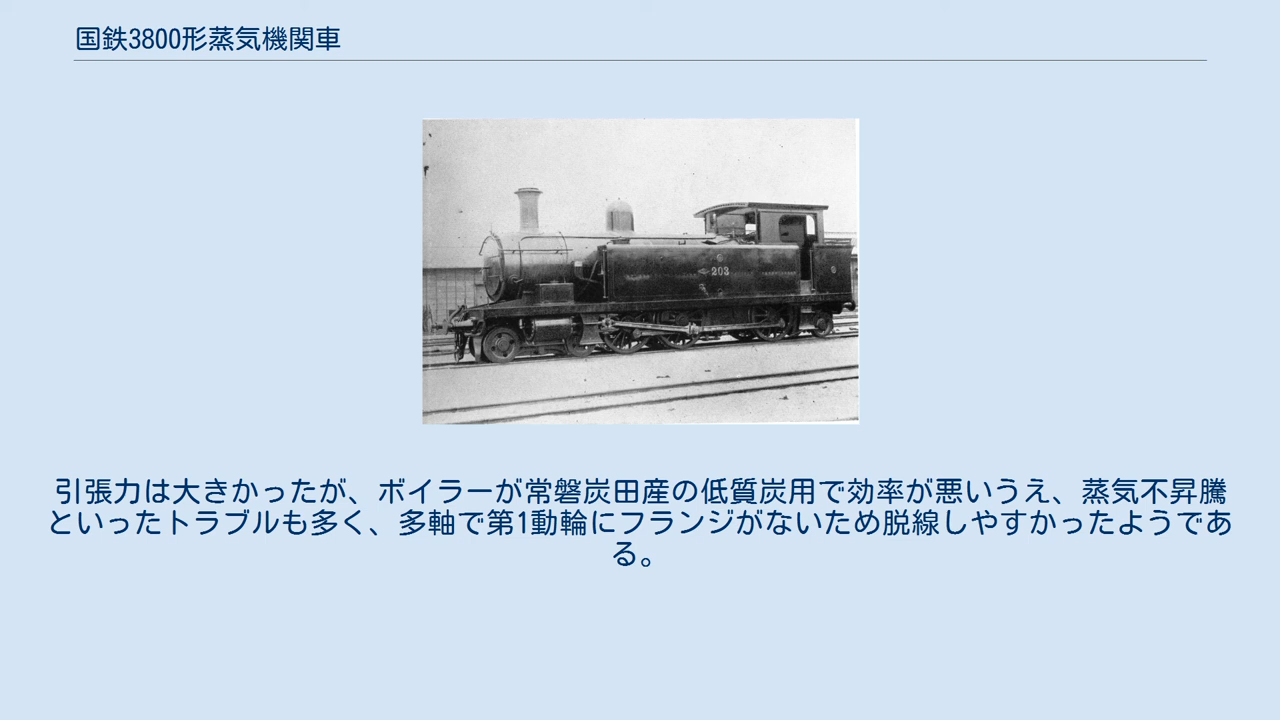 国鉄3800形蒸気機関車
203
引張力は大きかったが、ボイラーが常磐炭田産の低質炭用で効率が悪いうえ、蒸気不昇騰
といったトラブルも多く、多軸で第1動輪にフランジがないため脱線しやすかったようであ
る。